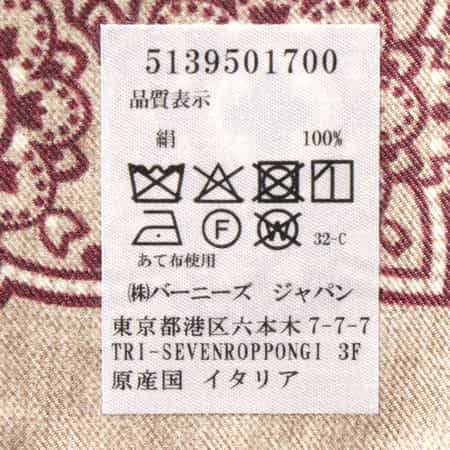 5139501700
品質表示
絹 100%
F W 32-C
あて布使用
㈱バーニーズ ジャパン
東京都港区六本木7-7-7
TRI-SEVENROPPONGI 3F
原産国 イタリア